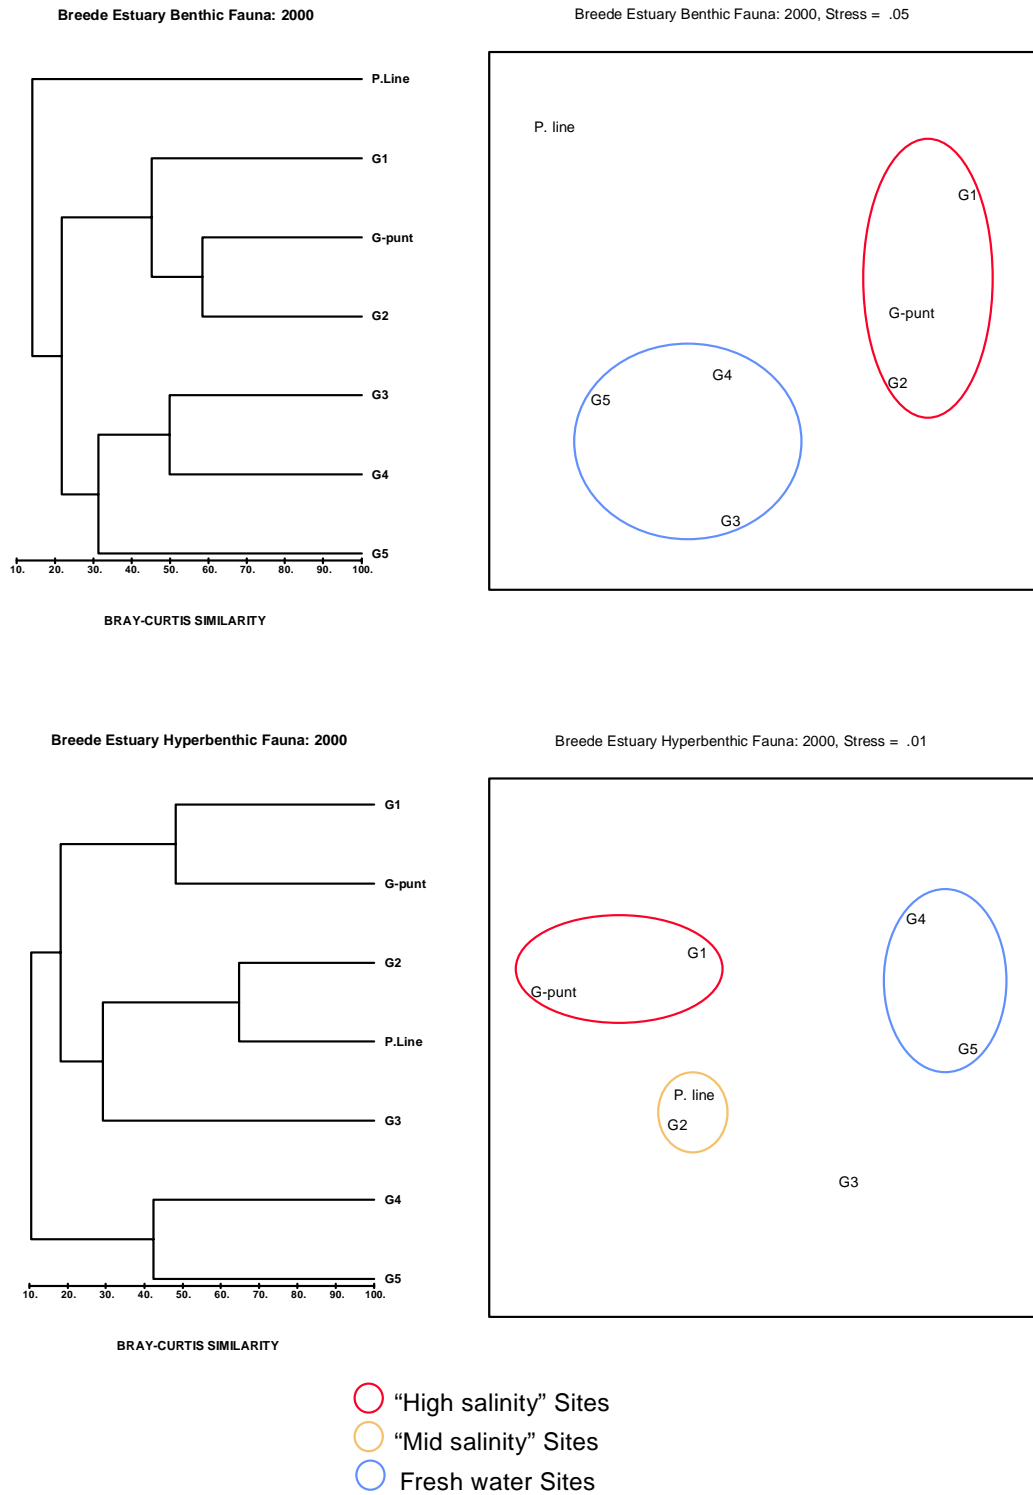 Breede Estuary Benthic Fauna: 2000
P.Line
G1
G-punt
G2
G3
G4
G5
10. 20. 30. 40. 50. 60. 70. 80. 90. 100.
BRAY-CURTIS SIMILARITY
Breede Estuary Benthic Fauna: 2000, Stress = .05
P. line
G1
G-punt
G4
G2
G5
G3
Breede Estuary Hyperbenthic Fauna: 2000
G1
G-punt
G2
P.Line
G3
G4
G5
10. 20. 30. 40. 50. 60. 70. 80. 90. 100.
BRAY-CURTIS SIMILARITY
Breede Estuary Hyperbenthic Fauna: 2000, Stress = .01
G4
G1
G-punt
G5
P. line
G2
G3
“High salinity” Sites
“Mid salinity” Sites
Fresh water Sites